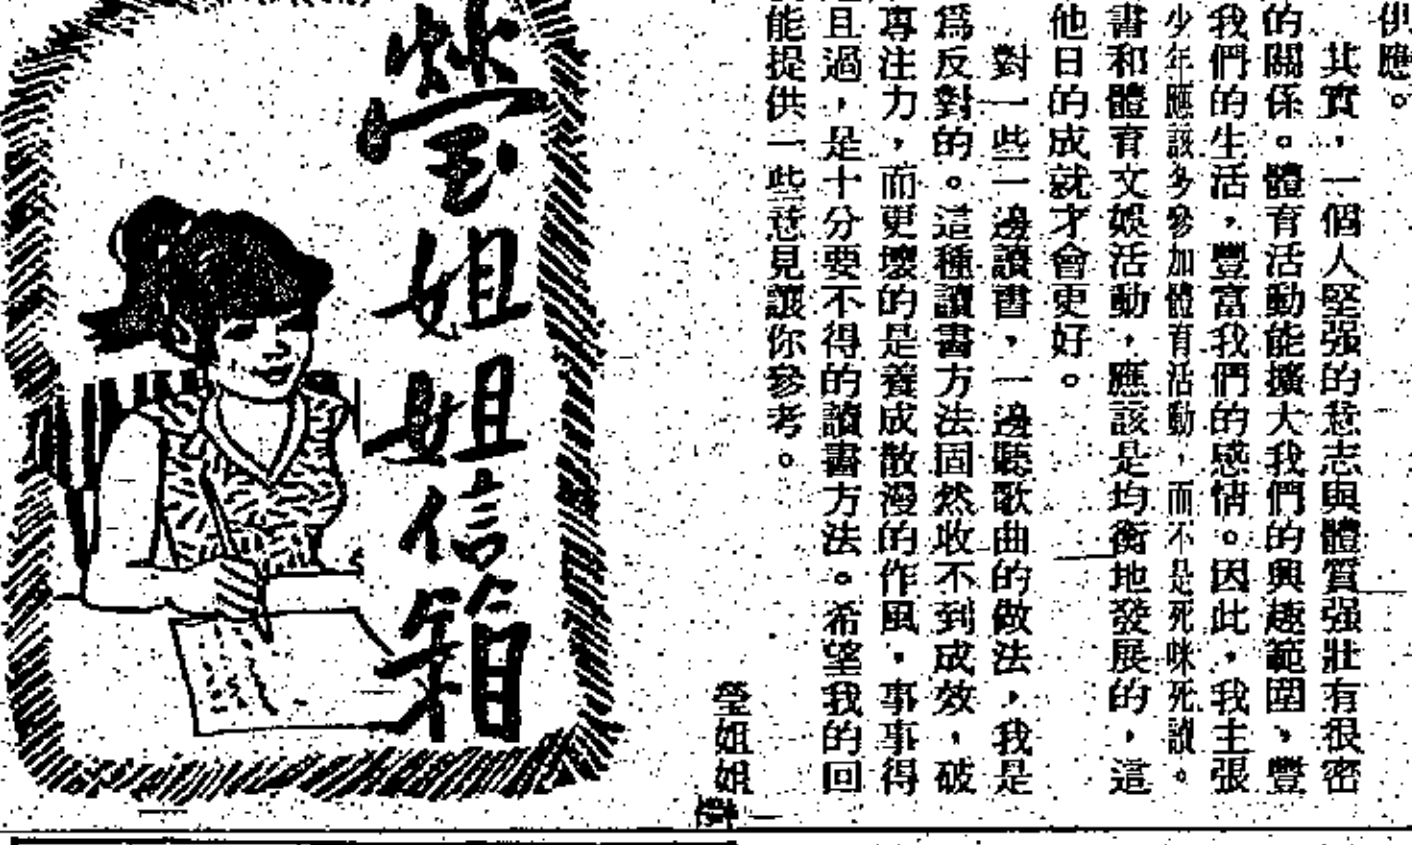 供應。
其實,一個人堅强的意志與體質强壯有很密
的關係。體育活動能擴大我們的興趣範圍,豐
我們的生活,豐富我們的感情。因此,我主張
少年應該多參加體育活動,而不是死咪死讀。
書和體育文娛活動,應該是均衡地發展的,這
他日的成就才會更好。
對一些一邊讀書,一邊聽歌曲的做法,我是
爲反對的。這種讀書方法固然收不到成效,破
專注力,而更壞的是養成散漫的作風,事事得
且過,是十分要不得的讀書方法。希望我的回
能提供一些意見讓你參考。
瑩姐姐
瑩姐姐信箱